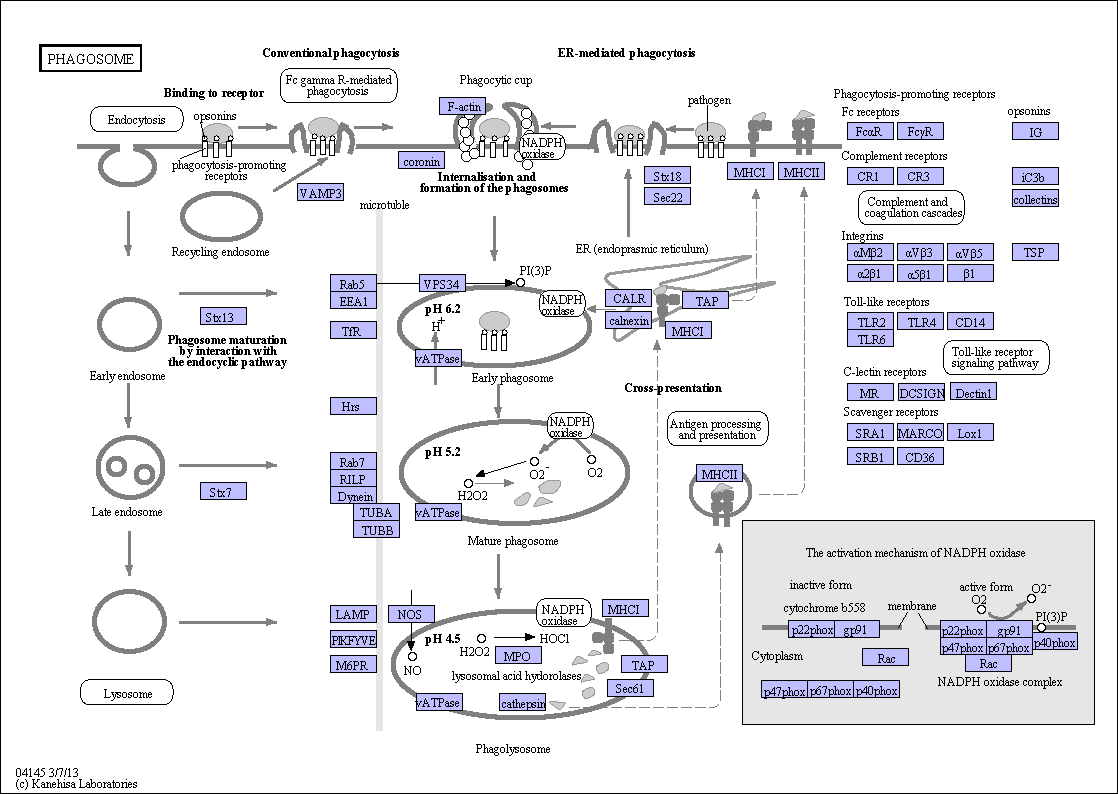 PHAGOSOME
Conventional phagocytosis
ER-mediated phagocytosis
Binding to receptor
Fc gamma R-mediated
phagocytosis
Phagocytic cup
Endocytosis
opsonins
F-actin
pathogen
NADPH
oxidase
phagocytosis-promoting
receptors
coronin
VAMP3
Internalisation and
formation of the phagosomes
Stx18
Sec22
MHCI
MHCII
Recycling endosome
microtuble
ER (endoprasmic reticulum)
Phagocytosis-promoting receptors
Fc receptors
opsonins
FcαR
FcγR
IG
Complement receptors
CR1
CR3
iC3b
collectins
Complement and
coagulation cascades
Integrins
αMβ2
αVβ3
αVβ5
TSP
α2β1
α5β1
β1
Toll-like receptors
TLR2
TLR4
CD14
TLR6
Toll-like receptor
signaling pathway
C-lectin receptors
MR
DCSIGN
Dectin1
Scavenger receptors
SRA1
MARCO
Lox1
SRB1
CD36
Rab5
EEA1
VPS34
PI(3)P
NADPH
oxidase
CALR
calnexin
TAP
MHCI
pH 6.2
H+
vATPase
Stx13
TfR
Phagosome maturation
by interaction with
the endocyclic pathway
Early endosome
Early phagosome
Cross-presentation
Hrs
NADPH
oxidase
Antigen processing
and presentation
pH 5.2
O2-
O2
H2O2
Rab7
RILP
Dynein
TUBA
TUBB
vATPase
Stx7
MHCII
Late endosome
Mature phagosome
LAMP
PIKFYVE
M6PR
NOS
NO
NADPH
oxidase
MHCI
pH 4.5
H2O2
HOCl
MPO
lysosomal acid hydorolases
TAP
Sec61
vATPase
cathepsin
Lysosome
Phagolysosome
The activation mechanism of NADPH oxidase
inactive form
active form
O2
O2-
cytochrome b558
membrane
PI(3)P
p22phox
gp91
p22phox
gp91
p47phox
p67phox
p40phox
Cytoplasm
Rac
Rac
p47phox
p67phox
p40phox
NADPH oxidase complex
04145 3/7/13
(c) Kanehisa Laboratories